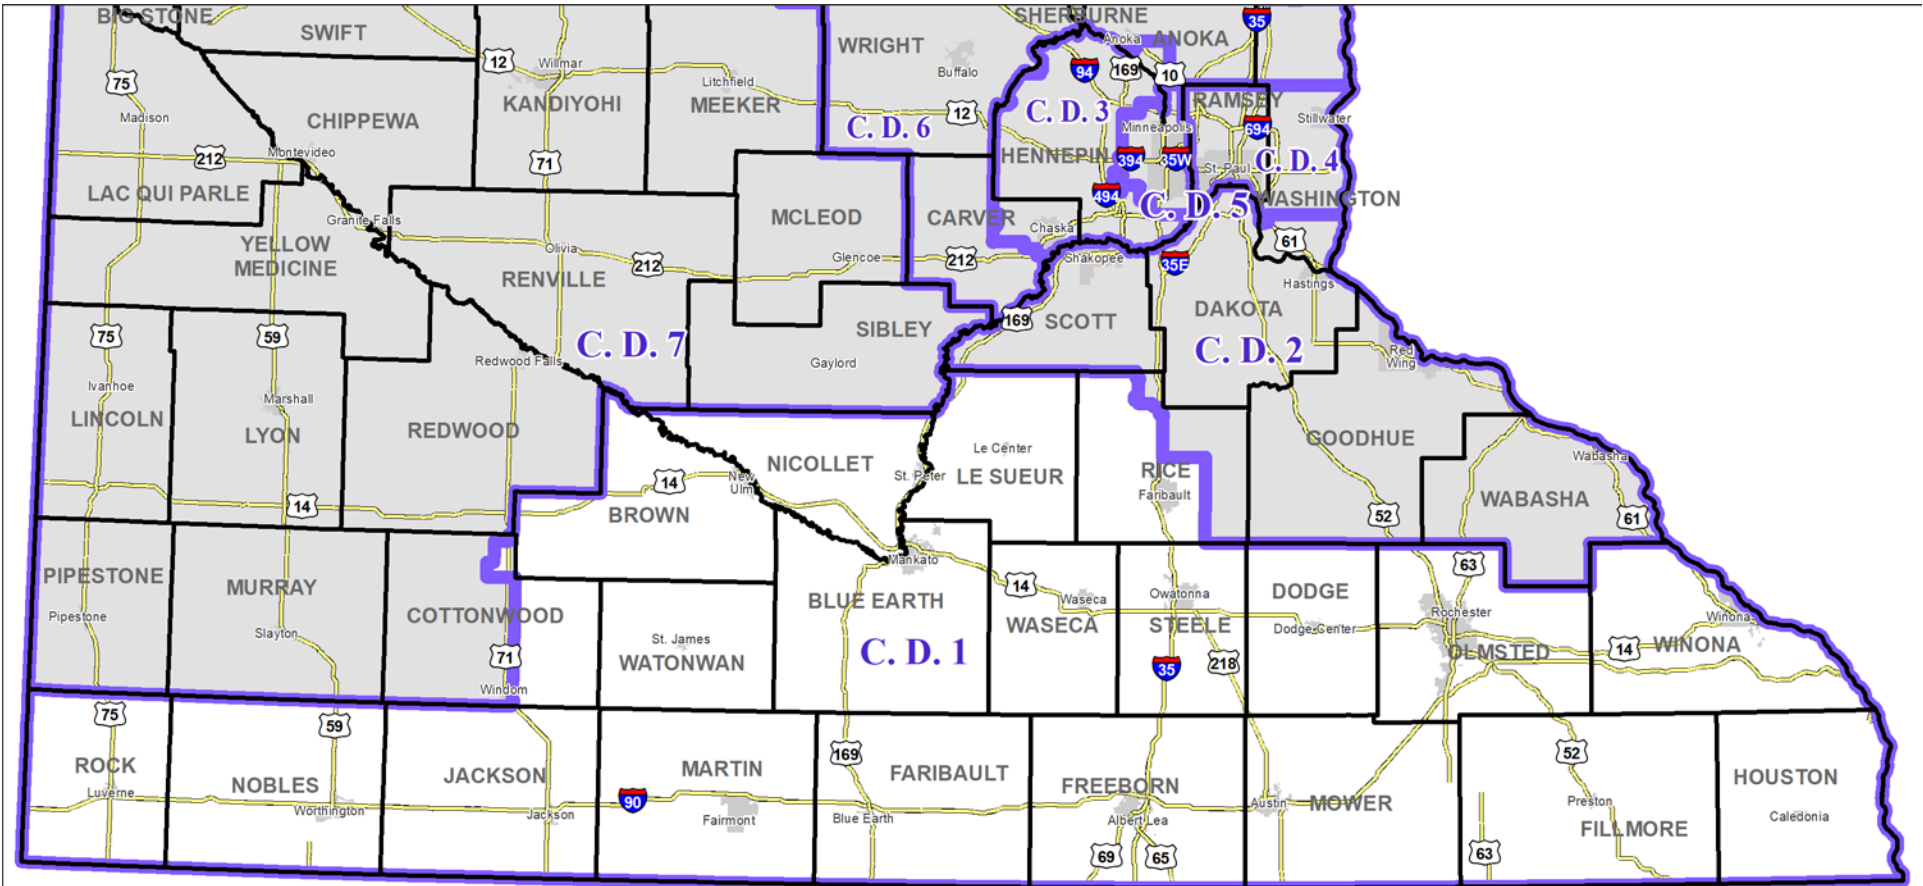 BIG STONE
SWIFT
SHERBURNE
35
WRIGHT
Anoka
ANOKA
12
Willmar
Buffalo
94
169
10
75
Litchfield
KANDIYOHI
MEEKER
C. D. 3
RAMSEY
Madison
CHIPPEWA
C. D. 6
12
Minneapolis
694
Stillwater
Montevideo
212
71
HENNEPIN
394
35W
St. Paul
C. D. 4
LAC QUI PARLE
494
WASHINGTON
Granite Falls
MCLEOD
CARVER
C. D. 5
Chaska
YELLOW
MEDICINE
Olivia
212
Glencoe
212
Shakopee
35E
61
RENVILLE
Hastings
75
59
SIBLEY
169
SCOTT
DAKOTA
Redwood Falls
C. D. 7
Gaylord
C. D. 2
Red
Wing
Ivanhoe
Marshall
LINCOLN
LYON
REDWOOD
GOODHUE
NICOLLET
Le Center
LE SUEUR
RICE
Wabasha
14
New
Ulm
St. Peter
Faribault
WABASHA
14
BROWN
52
61
Mankato
63
PIPESTONE
MURRAY
BLUE EARTH
14
Waseca
Owatonna
DODGE
Rochester
Pipestone
Slayton
COTTONWOOD
St. James
WATONWAN
WASECA
STEELE
Dodge Center
Winona
71
C. D. 1
35
218
OLMSTED
14
WINONA
Windom
75
59
169
52
ROCK
Luverne
NOBLES
JACKSON
MARTIN
FARIBAULT
FREEBORN
HOUSTON
Worthington
Jackson
90
Fairmont
Blue Earth
Albert Lea
Austin
MOWER
Preston
FILLMORE
Caledonia
69
65
63